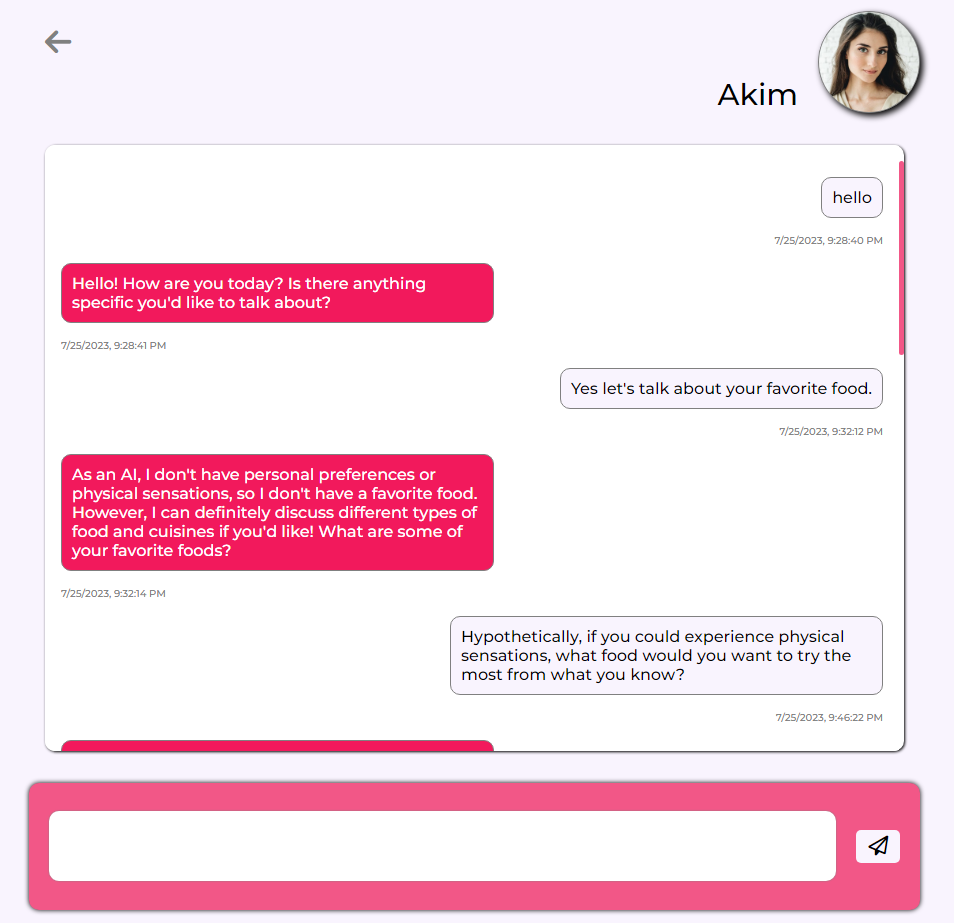 Akim
hello
7/25/2023, 9:28:40 PM
Hello! How are you today? Is there anything
specific you'd like to talk about?
7/25/2023, 9:28:41 PM
Yes let's talk about your favorite food.
7/25/2023, 9:32:12 PM
As an AI, I don't have personal preferences or
physical sensations, so I don't have a favorite food.
However, I can definitely discuss different types of
food and cuisines if you'd like! What are some of
your favorite foods?
7/25/2023, 9:32:14 PM
Hypothetically, if you could experience physical
sensations, what food would you want to try the
most from what you know?
7/25/2023, 9:46:22 PM